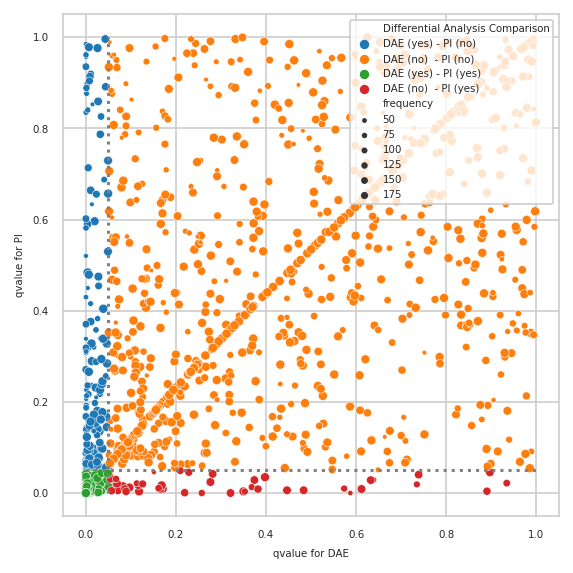 Differential Analysis Comparison
DAE (yes) - PI (no)
DAE (no) - PI (no)
DAE (yes) - PI (yes)
DAE (no) - PI (yes)
frequency
50
75
100
125
150
175
1.0
0.8
0.6
0.4
0.2
0.0
qvalue for PI
0.0 0.2 0.4 0.6 0.8 1.0
qvalue for DAE